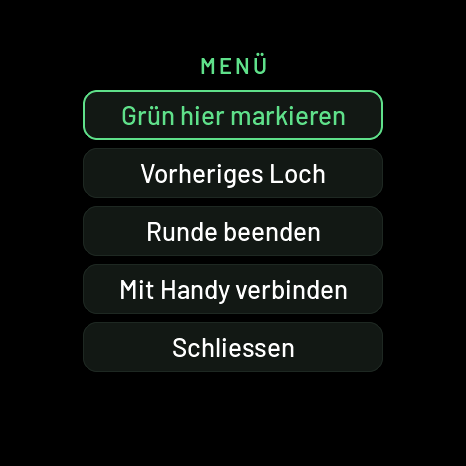 MENÜ
Grün hier markieren
Vorheriges Loch
Runde beenden
Mit Handy verbinden
Schliessen